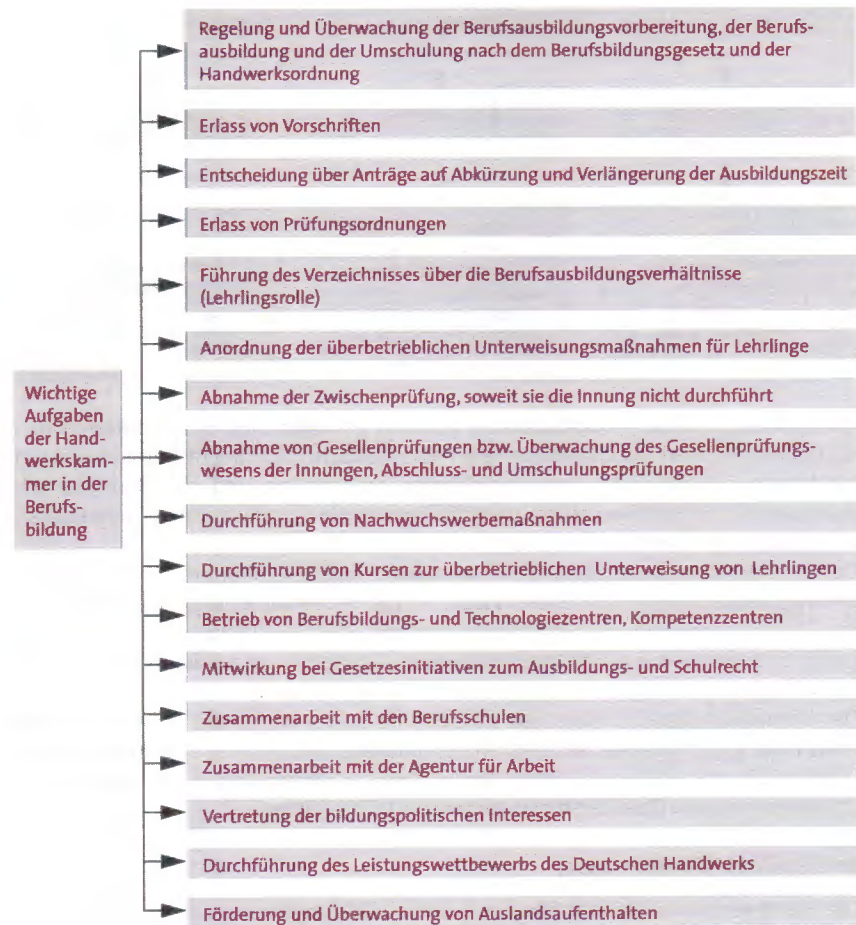 Regelung und Überwachung der Berufsausbildungsvorbereitung, der Berufs-
ausbildung und der Umschulung nach dem Berufsbildungsgesetz und der
Handwerksordnung
Erlass von Vorschriften
Entscheidung über Anträge auf Abkürzung und Verlängerung der Ausbildungszeit
Erlass von Prüfungsordnungen
Führung des Verzeichnisses über die Berufsausbildungsverhältnisse
(Lehrlingsrolle)
Anordnung der überbetrieblichen Unterweisungsmaßnahmen für Lehrlinge
Wichtige
Aufgaben
der Hand-
werkskam-
mer in der
Berufs-
bildung
Abnahme der Zwischenprüfung, soweit sie die Innung nicht durchführt
Abnahme von Gesellenprüfungen bzw. Überwachung des Gesellenprüfungs-
wesens der Innungen, Abschluss- und Umschulungsprüfungen
Durchführung von Nachwuchswerbemaßnahmen
Durchführung von Kursen zur überbetrieblichen Unterweisung von Lehrlingen
Betrieb von Berufsbildungs- und Technologiezentren, Kompetenzzentren
Mitwirkung bei Gesetzesinitiativen zum Ausbildungs- und Schulrecht
Zusammenarbeit mit den Berufsschulen
Zusammenarbeit mit der Agentur für Arbeit
Vertretung der bildungspolitischen Interessen
Durchführung des Leistungswettbewerbs des Deutschen Handwerks
Förderung und Überwachung von Auslandsaufenthalten